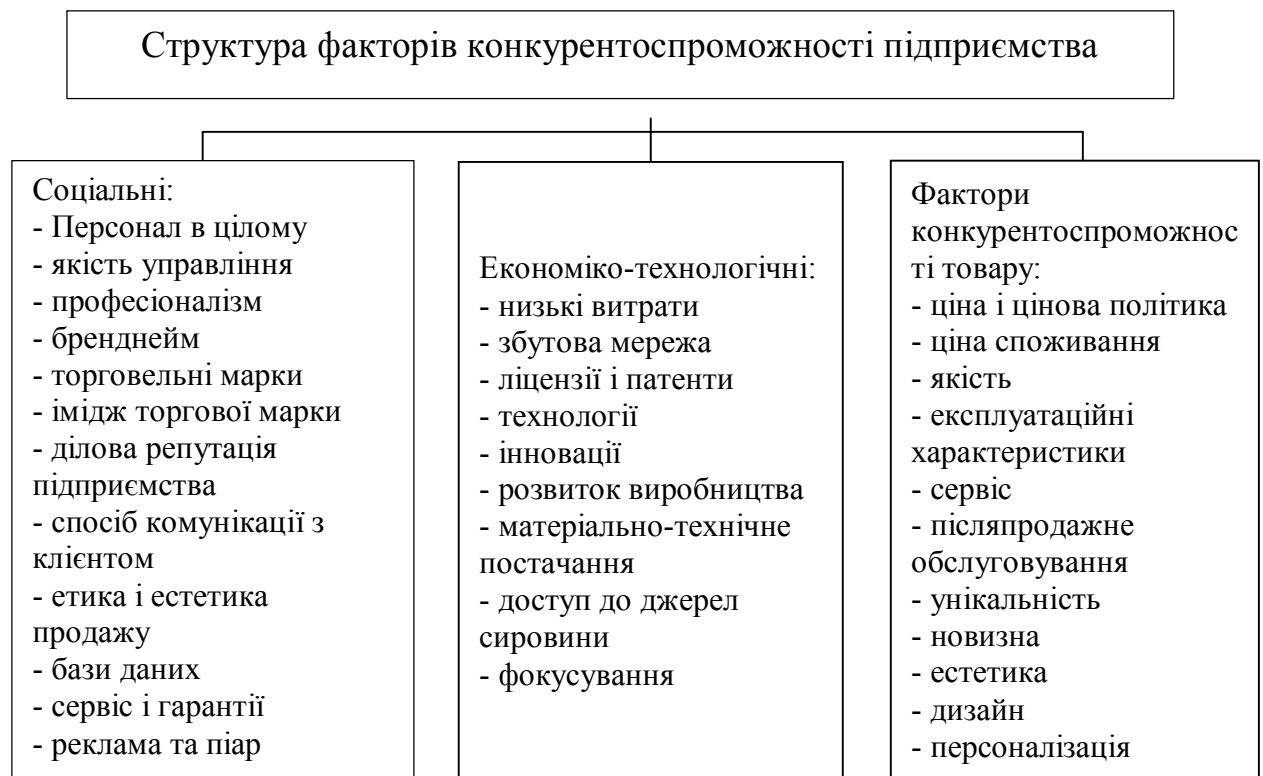 Структура факторів конкурентоспроможності підприємства
Соціальні:
- Персонал в цілому
- якість управління
- професіоналізм
- бренднейм
- торговельні марки
- імідж торгової марки
- ділова репутація
підприємства
- спосіб комунікації з
клієнтом
- етика і естетика
продажу
- бази даних
- сервіс і гарантії
- реклама та піар
Економіко-технологічні:
- низькі витрати
- збутова мережа
- ліцензії і патенти
- технології
- інновації
- розвиток виробництва
- матеріально-технічне
постачання
- доступ до джерел
сировини
- фокусування
Фактори
конкурентоспроможнос
ті товару:
- ціна і цінова політика
- ціна споживання
- якість
- експлуатаційні
характеристики
- сервіс
- післяпродажне
обслуговування
- унікальність
- новизна
- естетика
- дизайн
- персоналізація